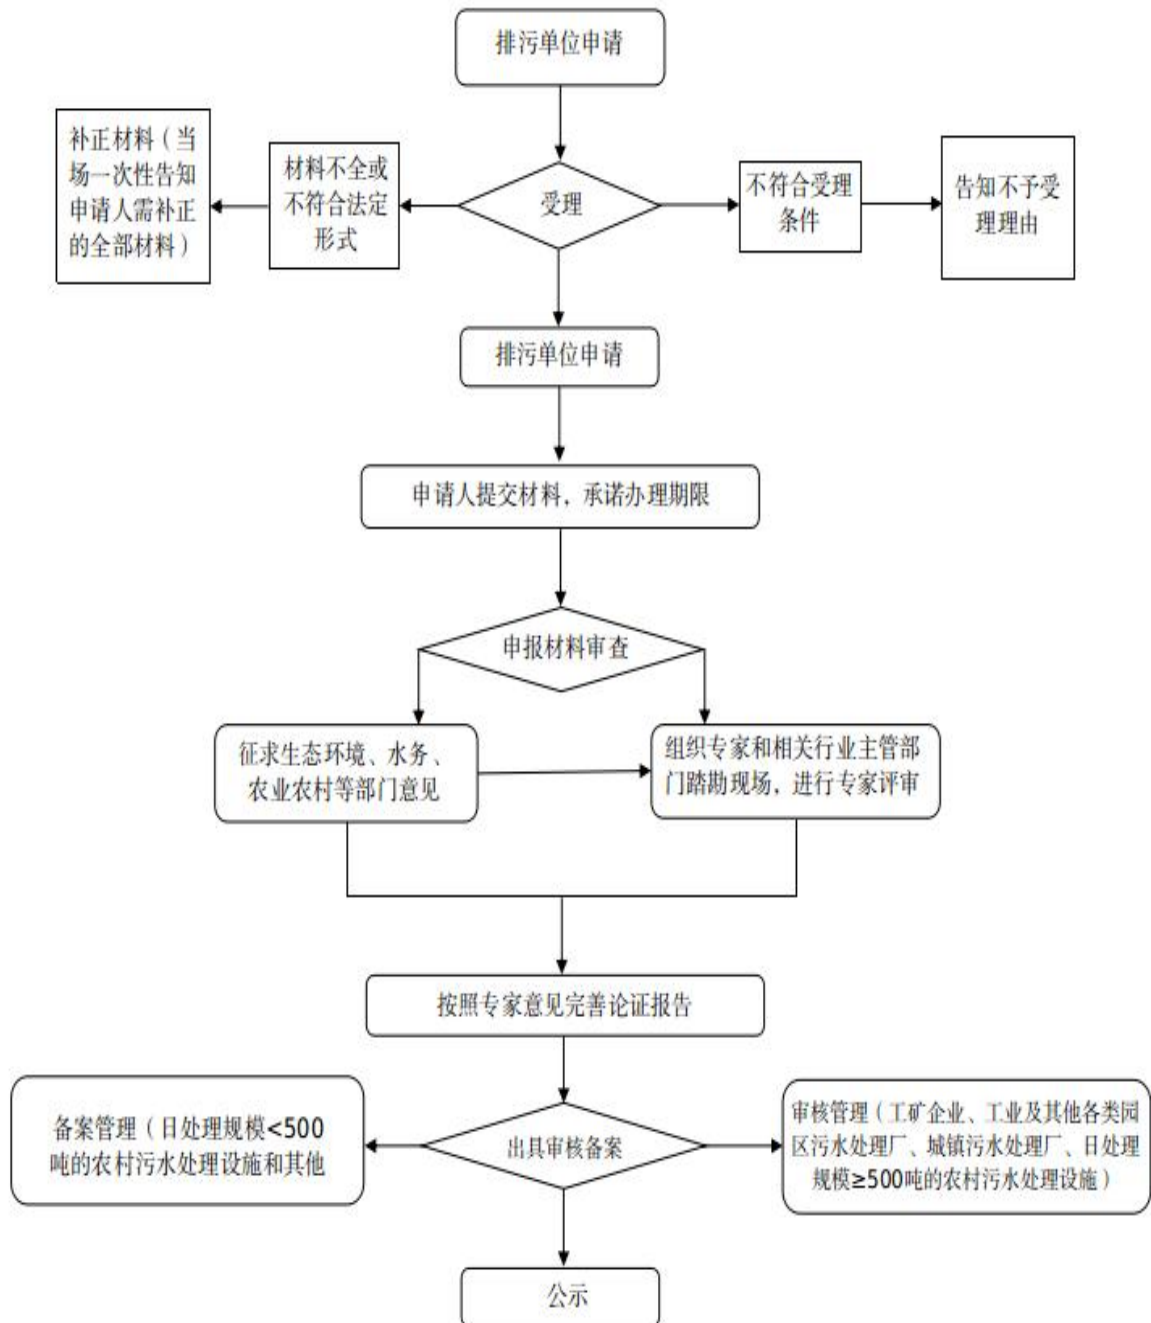 排污单位申请
补正材料（当
场一次性告知
申请人需补正
的全部材料）
材料不全或
不符合法定
形式
受理
不符合受理
条件
告知不予受
理理由
排污单位申请
申请人提交材料，承诺办理期限
申报材料审查
征求生态环境、水务、
农业农村等部门意见
组织专家和相关行业主管部
门踏勘现场，进行专家评审
按照专家意见完善论证报告
备案管理（日处理规模<500
吨的农村污水处理设施和其他
出具审核备案
审核管理（工矿企业、工业及其他各类园
区污水处理厂、城镇污水处理厂、日处理
规模≥500吨的农村污水处理设施）
公示